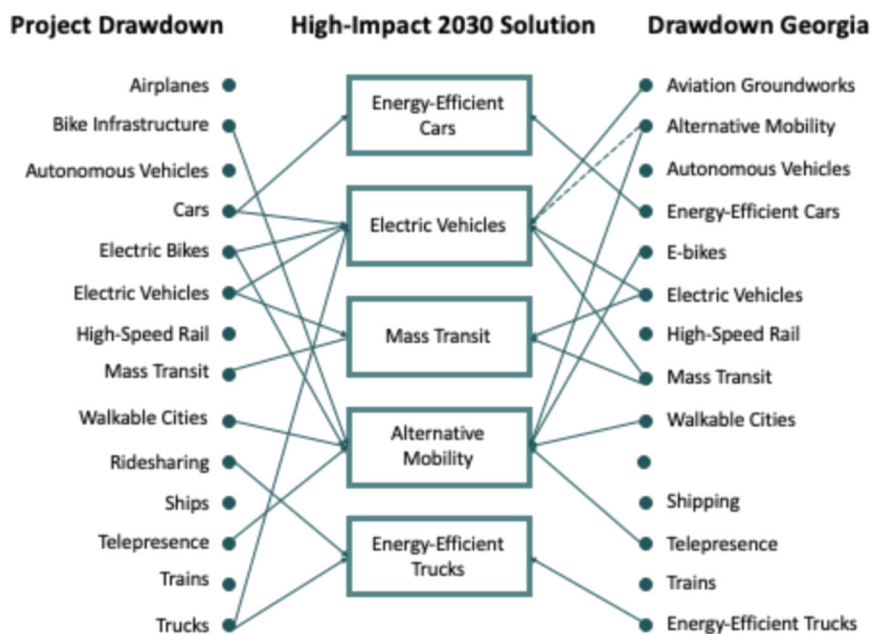 Project Drawdown
High-Impact 2030 Solution
Drawdown Georgia
Airplanes
Bike Infrastructure
Autonomous Vehicles
Cars
Electric Bikes
Electric Vehicles
High-Speed Rail
Mass Transit
Walkable Cities
Ridesharing
Ships
Telepresence
Trains
Trucks
Energy-Efficient
Cars
Electric Vehicles
Mass Transit
Alternative
Mobility
Energy-Efficient
Trucks
Aviation Groundworks
Alternative Mobility
Autonomous Vehicles
Energy-Efficient Cars
E-bikes
Electric Vehicles
High-Speed Rail
Mass Transit
Walkable Cities
Shipping
Telepresence
Trains
Energy-Efficient Trucks